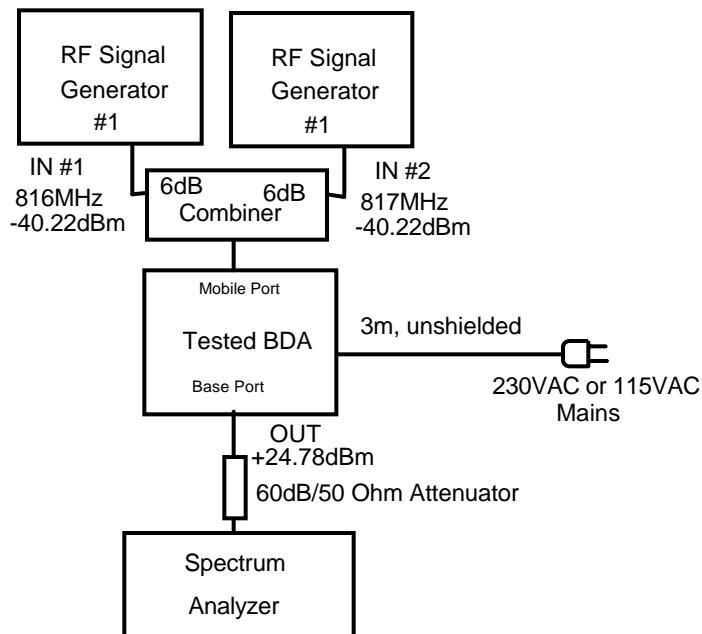 RF Signal
Generator
#1
RF Signal
Generator
#1
IN #1
816MHz
-40.22dBm
6dB
6dB
Combiner
IN #2
817MHz
-40.22dBm
Mobile Port
Tested BDA
Base Port
3m, unshielded
230VAC or 115VAC
Mains
OUT
+24.78dBm
60dB/50 Ohm Attenuator
Spectrum
Analyzer